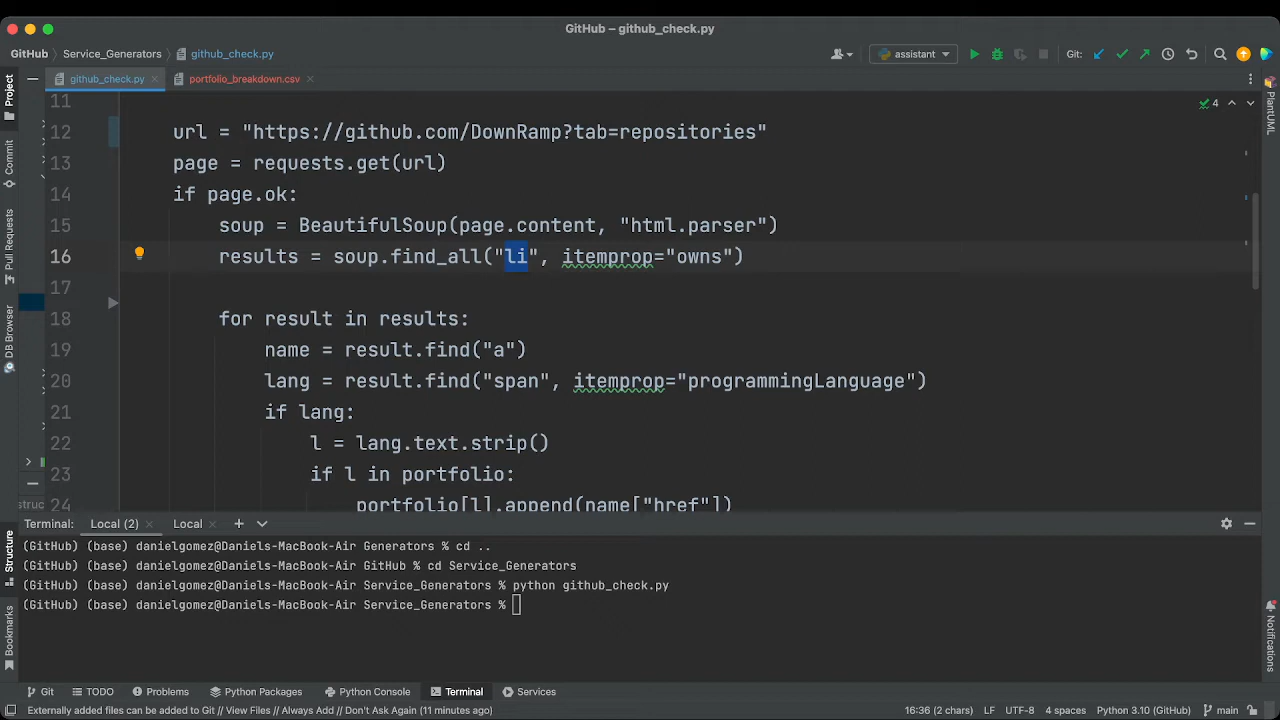 GitHub – github_check.py
GitHub Service_Generators github_check.py assistant Git:
github_check.py portfolio_breakdown.csv
Project
Commit
Pull Requests
DB Browser
Structure
Bookmarks
PlantUML
Notifications
4
struc
11
12 url = "https://github.com/DownRamp?tab=repositories"
13 page = requests.get(url)
14 if page.ok:
15 soup = BeautifulSoup(page.content, "html.parser")
16 results = soup.find_all("li", itemprop="owns")
17
18 for result in results:
19 name = result.find("a")
20 lang = result.find("span", itemprop="programmingLanguage")
21 if lang:
22 l = lang.text.strip()
23 if l in portfolio:
24 portfolio[l].append(name["href"])
Terminal: Local (2) Local
(GitHub) (base) danielgomez@Daniels-MacBook-Air Generators % cd ..
(GitHub) (base) danielgomez@Daniels-MacBook-Air GitHub % cd Service_Generators
(GitHub) (base) danielgomez@Daniels-MacBook-Air Service_Generators % python github_check.py
(GitHub) (base) danielgomez@Daniels-MacBook-Air Service_Generators %
Git TODO Problems Python Packages Python Console Terminal Services
Externally added files can be added to Git // View Files // Always Add // Don't Ask Again (11 minutes ago) 16:36 (2 chars) LF UTF-8 4 spaces Python 3.10 (GitHub) main